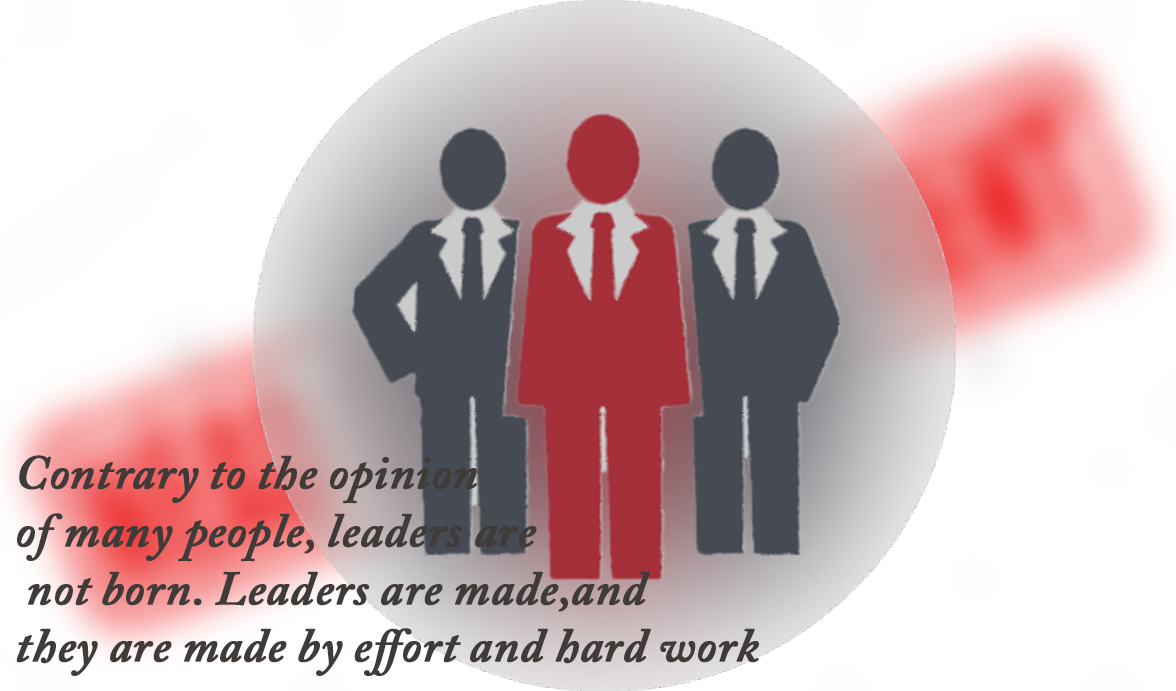 Contrary to the opinion
of many people, leaders are
not born. Leaders are made,and
they are made by effort and hard work